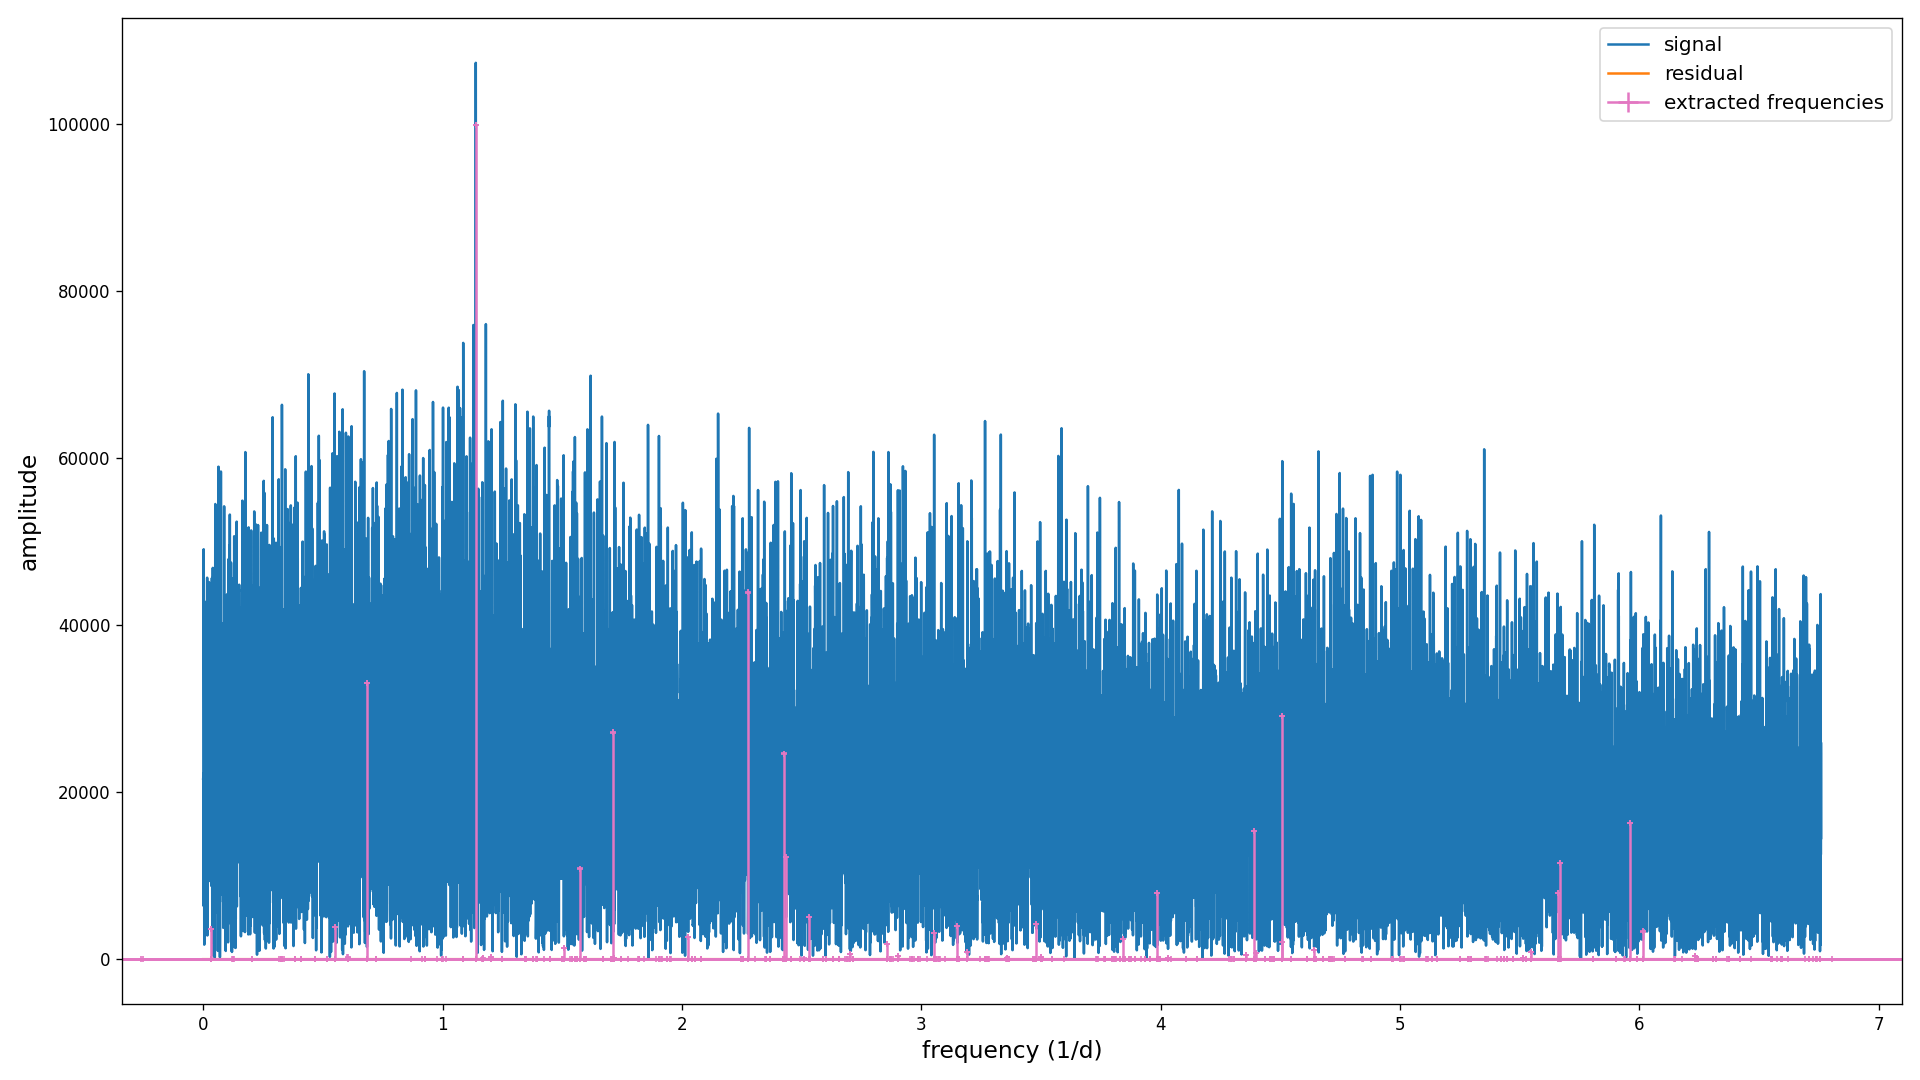 signal
residual
extracted frequencies
amplitude
100000
80000
60000
40000
20000
0
0 1 2 3 4 5 6 7
frequency (1/d)